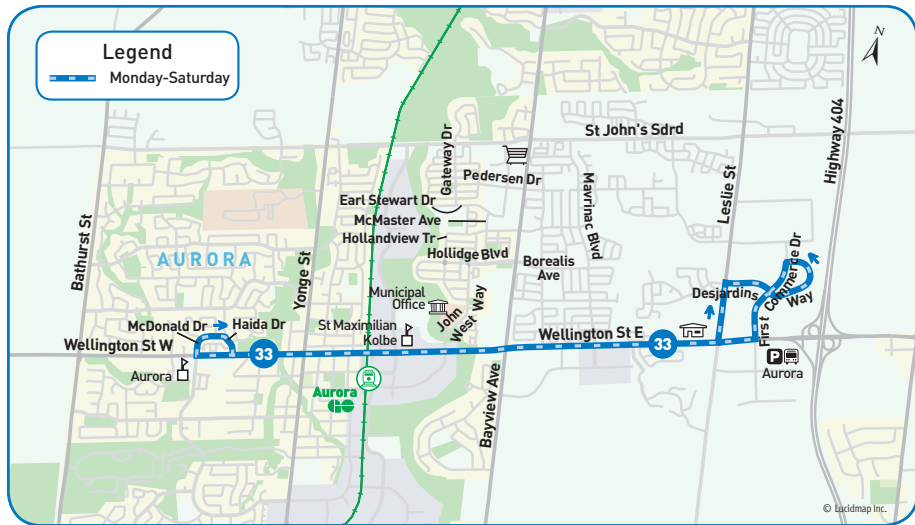 Legend
Monday-Saturday
N
St John's Sdrd
Highway 404
Leslie St
Gateway Dr
Pedersen Dr
Mavrinac Blvd
Earl Stewart Dr
McMaster Ave
Hollandview Tr
Hollidge Blvd
Bathurst St
AURORA
Yonge St
Borealis
Ave
Desjardins
Commerce Dr
Way
First
Municipal
Office
John
West Way
McDonald Dr
Haida Dr
St Maximilian
Kolbe
Wellington St W
33
Wellington St E
33
Aurora
Aurora
GO
Bayview Ave
P
Aurora
© Lucidmap Inc.